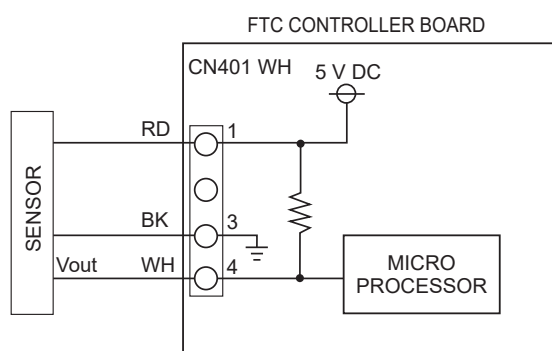 FTC CONTROLLER BOARD
CN401 WH
5 V DC
RD
1
SENSOR
BK
3
Vout
WH
4
MICRO
PROCESSOR